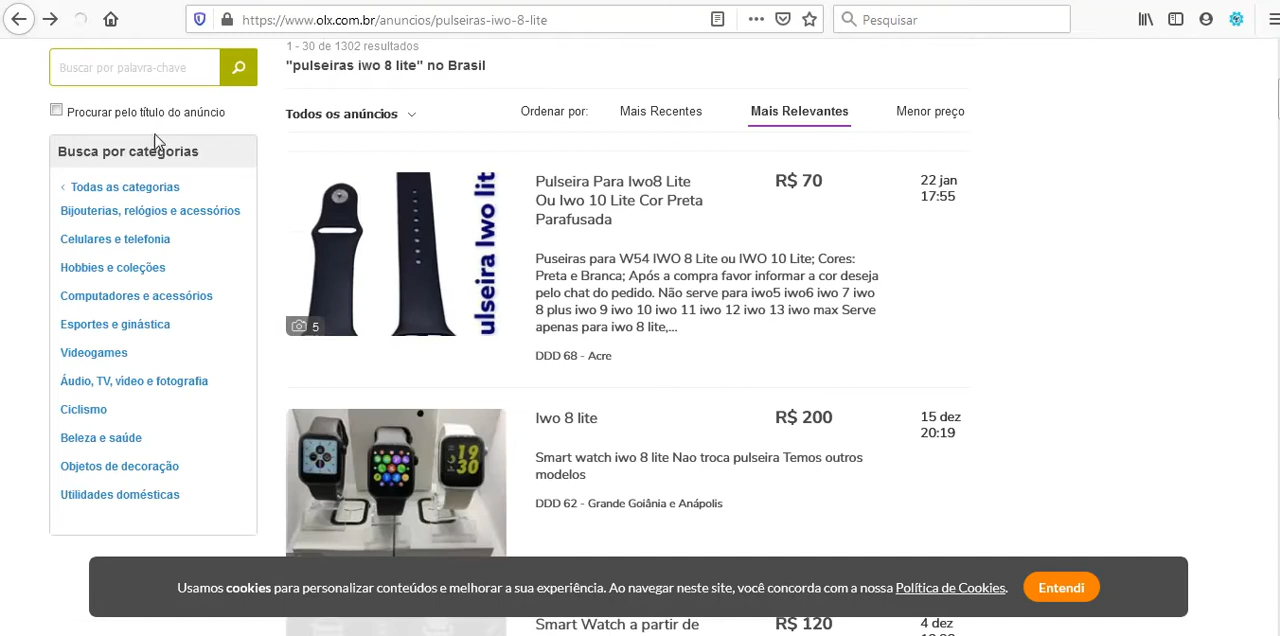 https://www.olx.com.br/anuncios/pulseiras-iwo-8-lite
Pesquisar
1 - 30 de 1302 resultados
"pulseiras iwo 8 lite" no Brasil
Buscar por palavra-chave
Procurar pelo título do anúncio
Todos os anúncios
Ordenar por:
Mais Recentes
Mais Relevantes
Menor preço
Busca por categorias
Todas as categorias
Bijouterias, relógios e acessórios
Celulares e telefonia
Hobbies e coleções
Computadores e acessórios
Esportes e ginástica
Videogames
Áudio, TV, vídeo e fotografia
Ciclismo
Beleza e saúde
Objetos de decoração
Utilidades domésticas
ulseira Iwo lit
5
Pulseira Para Iwo8 Lite
Ou Iwo 10 Lite Cor Preta
Parafusada
R$ 70
22 jan
17:55
Puseiras para W54 IWO 8 Lite ou IWO 10 Lite; Cores:
Preta e Branca; Após a compra favor informar a cor deseja
pelo chat do pedido. Não serve para iwo5 iwo6 iwo 7 iwo
8 plus iwo 9 iwo 10 iwo 11 iwo 12 iwo 13 iwo max Serve
apenas para iwo 8 lite,...
DDD 68 - Acre
Iwo 8 lite
R$ 200
15 dez
20:19
Smart watch iwo 8 lite Nao troca pulseira Temos outros
modelos
DDD 62 - Grande Goiânia e Anápolis
Usamos cookies para personalizar conteúdos e melhorar a sua experiência. Ao navegar neste site, você concorda com a nossa Política de Cookies.
Entendi
Smart Watch a partir de
R$ 120
4 dez